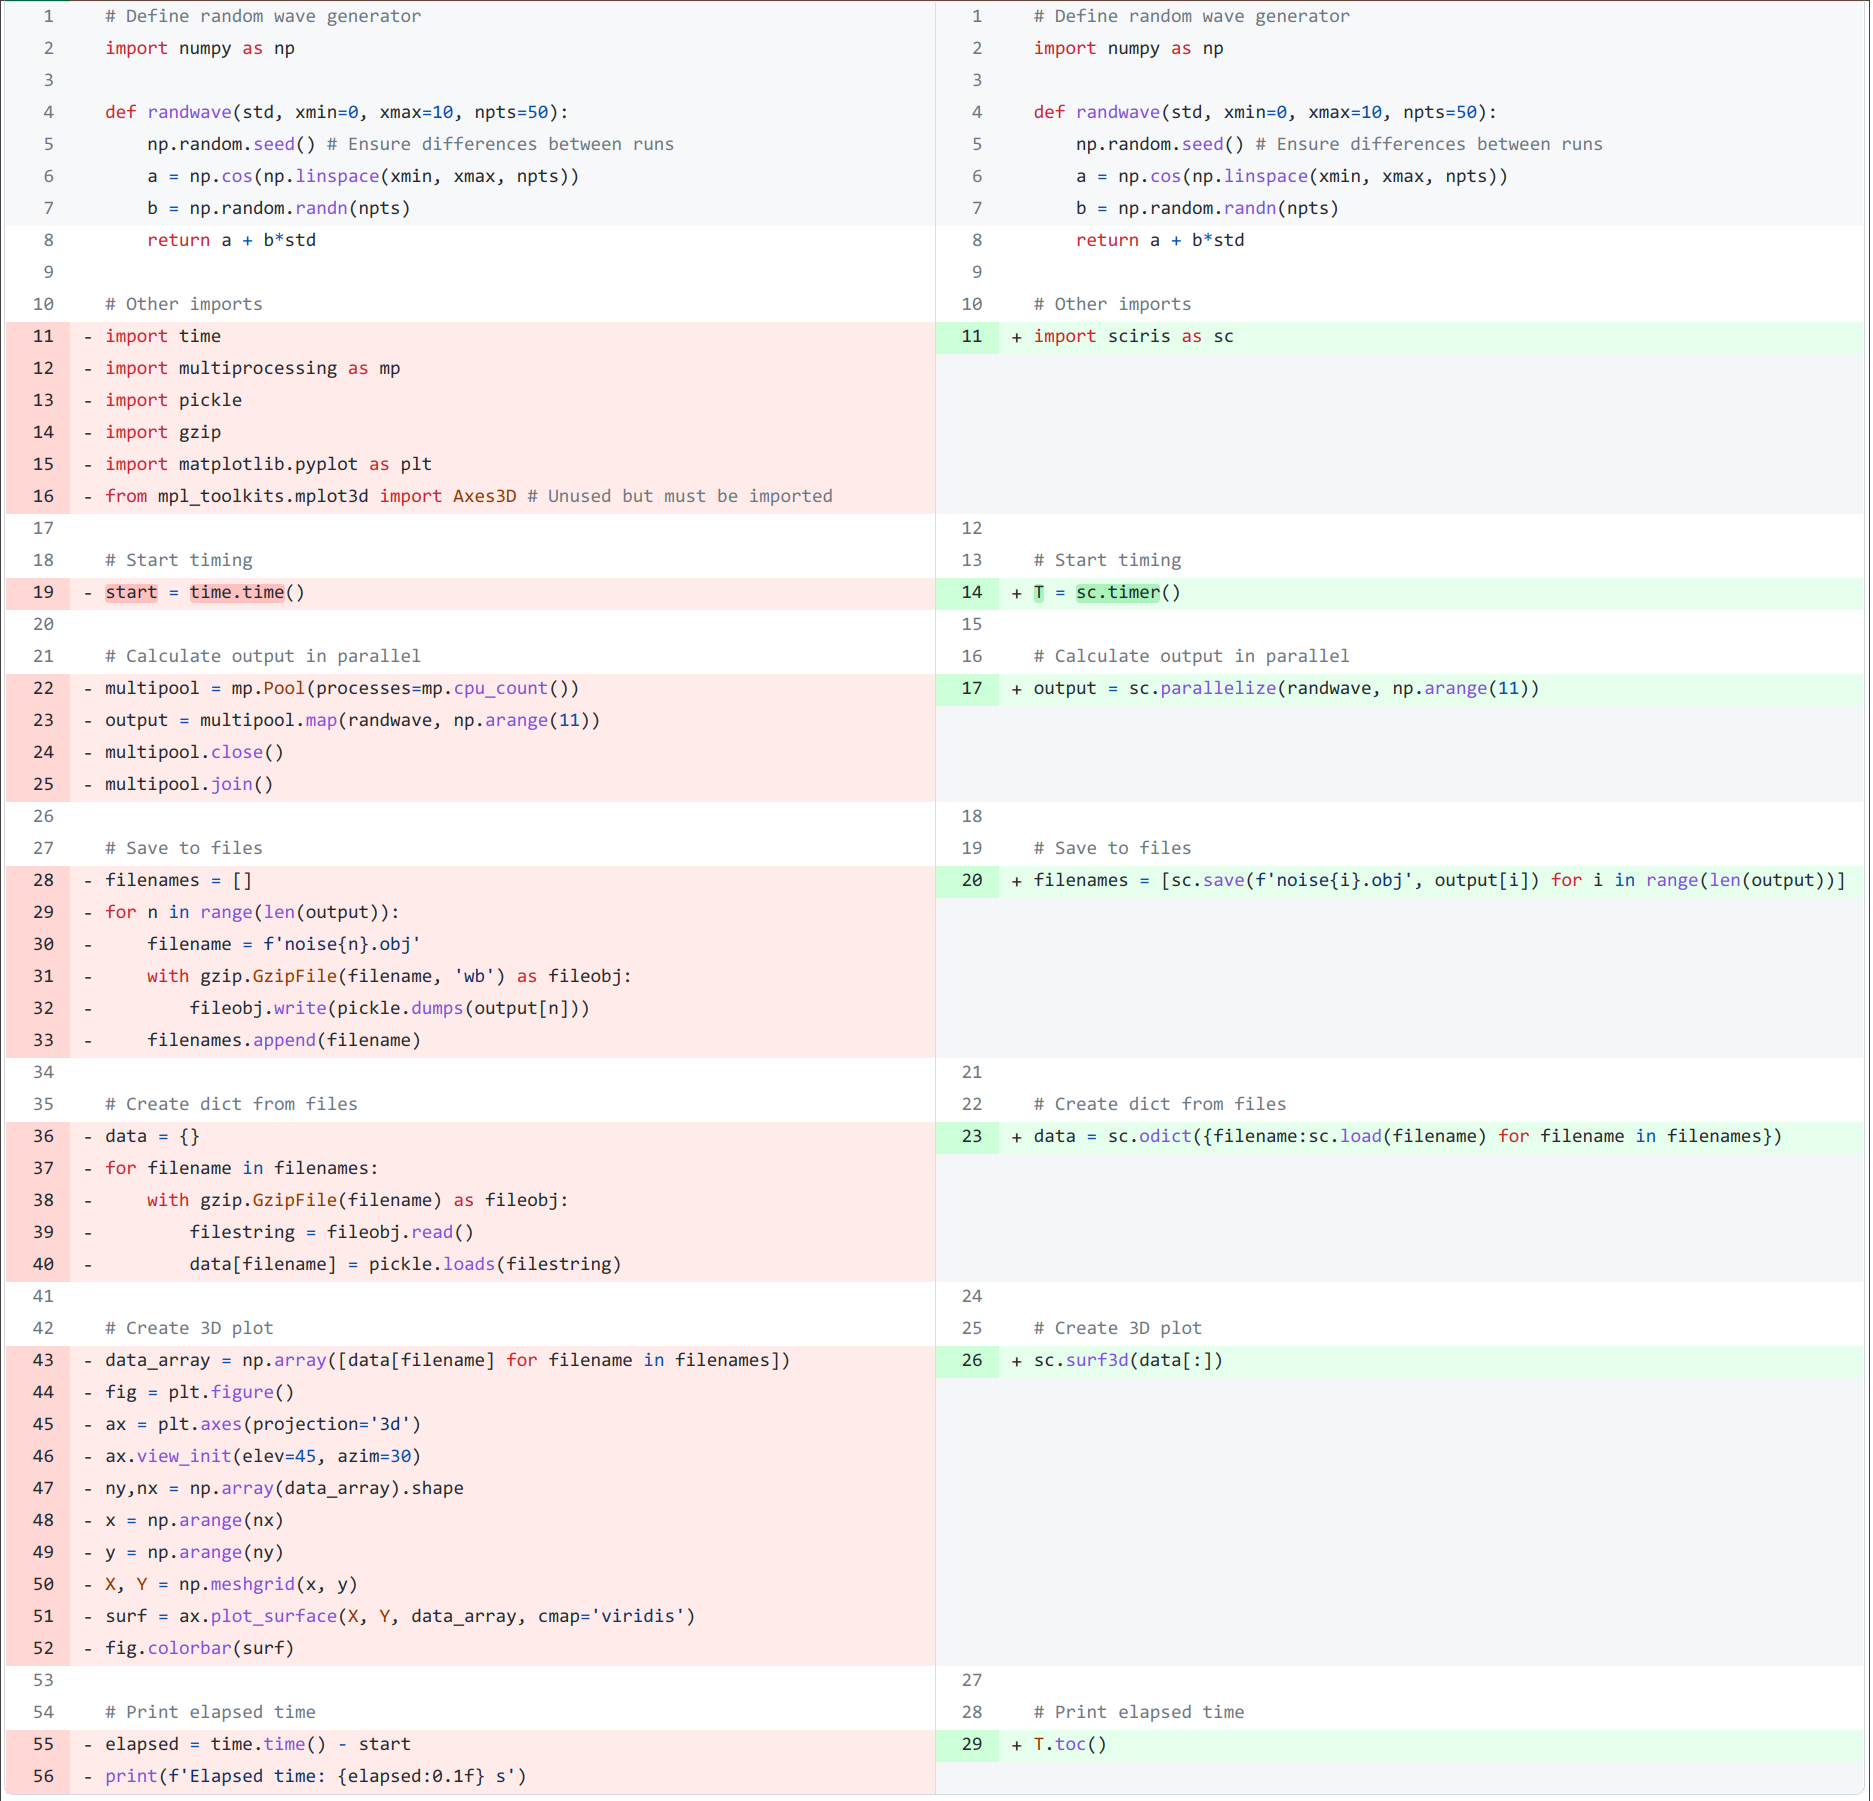 1 # Define random wave generator
2 import numpy as np
3
4 def randwave(std, xmin=0, xmax=10, npts=50):
5     np.random.seed() # Ensure differences between runs
6     a = np.cos(np.linspace(xmin, xmax, npts))
7     b = np.random.randn(npts)
8     return a + b*std
9
10 # Other imports
11 - import time
12 - import multiprocessing as mp
13 - import pickle
14 - import gzip
15 - import matplotlib.pyplot as plt
16 - from mpl_toolkits.mplot3d import Axes3D # Unused but must be imported
17
18 # Start timing
19 - start = time.time()
20
21 # Calculate output in parallel
22 - multipool = mp.Pool(processes=mp.cpu_count())
23 - output = multipool.map(randwave, np.arange(11))
24 - multipool.close()
25 - multipool.join()
26
27 # Save to files
28 - filenames = []
29 - for n in range(len(output)):
30 -     filename = f'noise{n}.obj'
31 -     with gzip.GzipFile(filename, 'wb') as fileobj:
32 -         fileobj.write(pickle.dumps(output[n]))
33 -     filenames.append(filename)
34
35 # Create dict from files
36 - data = {}
37 - for filename in filenames:
38 -     with gzip.GzipFile(filename) as fileobj:
39 -         filestring = fileobj.read()
40 -         data[filename] = pickle.loads(filestring)
41
42 # Create 3D plot
43 - data_array = np.array([data[filename] for filename in filenames])
44 - fig = plt.figure()
45 - ax = plt.axes(projection='3d')
46 - ax.view_init(elev=45, azim=30)
47 - ny,nx = np.array(data_array).shape
48 - x = np.arange(nx)
49 - y = np.arange(ny)
50 - X, Y = np.meshgrid(x, y)
51 - surf = ax.plot_surface(X, Y, data_array, cmap='viridis')
52 - fig.colorbar(surf)
53
54 # Print elapsed time
55 - elapsed = time.time() - start
56 - print(f'Elapsed time: {elapsed:0.1f} s')
1 # Define random wave generator
2 import numpy as np
3
4 def randwave(std, xmin=0, xmax=10, npts=50):
5     np.random.seed() # Ensure differences between runs
6     a = np.cos(np.linspace(xmin, xmax, npts))
7     b = np.random.randn(npts)
8     return a + b*std
9
10 # Other imports
11 + import sciris as sc
12
13 # Start timing
14 + T = sc.timer()
15
16 # Calculate output in parallel
17 + output = sc.parallelize(randwave, np.arange(11))
18
19 # Save to files
20 + filenames = [sc.save(f'noise{i}.obj', output[i]) for i in range(len(output))]
21
22 # Create dict from files
23 + data = sc.odict({filename:sc.load(filename) for filename in filenames})
24
25 # Create 3D plot
26 + sc.surf3d(data[:])
27
28 # Print elapsed time
29 + T.toc()